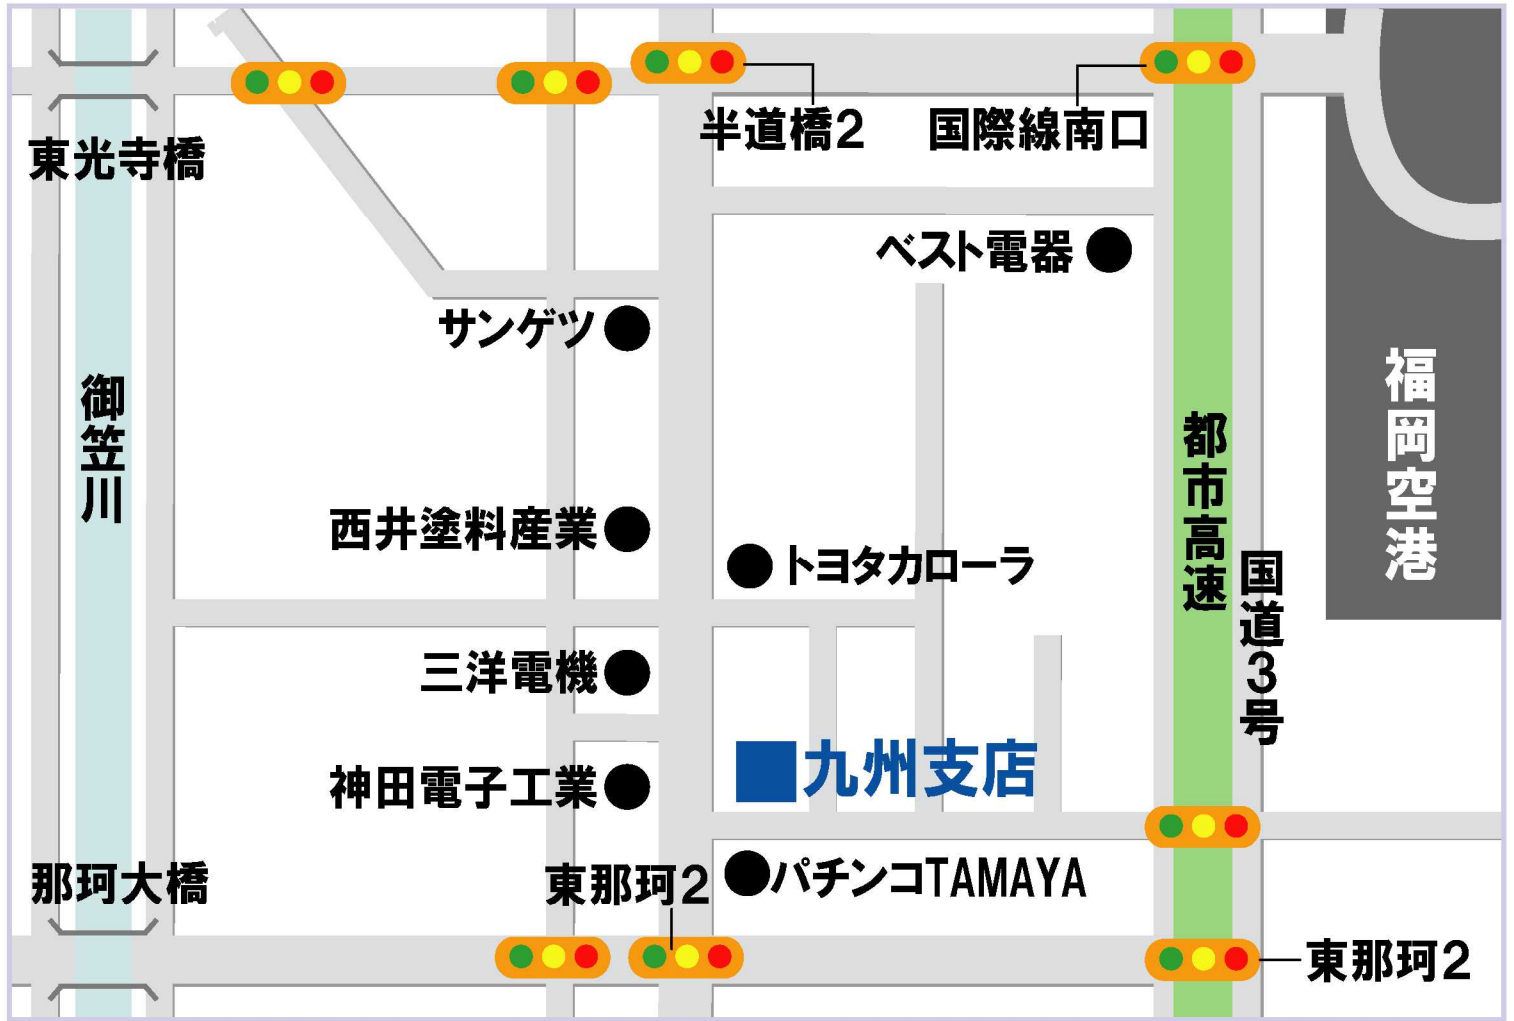 半道橋2
国際線南口
東光寺橋
ベスト電器
サンゲツ
御笠川
福岡空港
都市高速
西井塗料産業
トヨタカローラ
国道3号
三洋電機
九州支店
神田電子工業
那珂大橋
東那珂2
パチンコTAMAYA
東那珂2